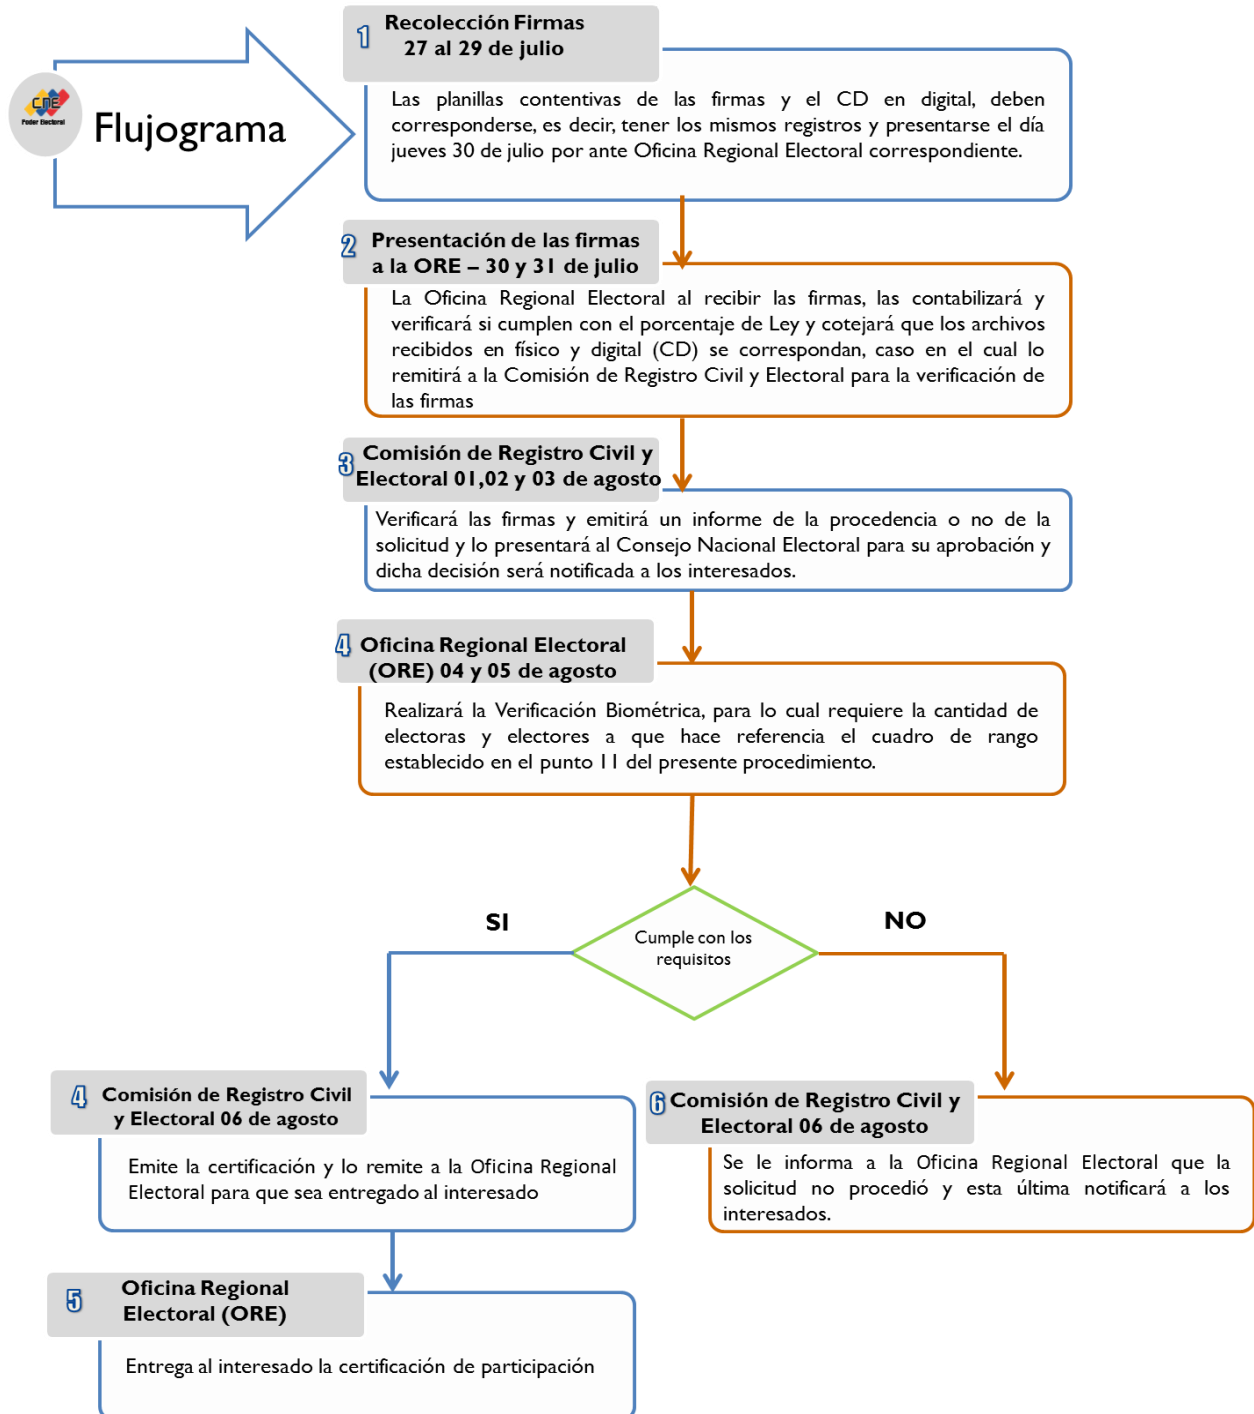 CNE
Poder Electoral
Flujograma
1
Recolección Firmas
27 al 29 de julio
Las planillas contentivas de las firmas y el CD en digital, deben
corresponderse, es decir, tener los mismos registros y presentarse el día
jueves 30 de julio por ante Oficina Regional Electoral correspondiente.
2
Presentación de las firmas
a la ORE – 30 y 31 de julio
La Oficina Regional Electoral al recibir las firmas, las contabilizará y
verificará si cumplen con el porcentaje de Ley y cotejará que los archivos
recibidos en físico y digital (CD) se correspondan, caso en el cual lo
remitirá a la Comisión de Registro Civil y Electoral para la verificación de
las firmas
3
Comisión de Registro Civil y
Electoral 01,02 y 03 de agosto
Verificará las firmas y emitirá un informe de la procedencia o no de la
solicitud y lo presentará al Consejo Nacional Electoral para su aprobación y
dicha decisión será notificada a los interesados.
4
Oficina Regional Electoral
(ORE) 04 y 05 de agosto
Realizará la Verificación Biométrica, para lo cual requiere la cantidad de
electoras y electores a que hace referencia el cuadro de rango
establecido en el punto 11 del presente procedimiento.
SI
NO
Cumple con los
requisitos
4
Comisión de Registro Civil
y Electoral 06 de agosto
Emite la certificación y lo remite a la Oficina Regional
Electoral para que sea entregado al interesado
6
Comisión de Registro Civil y
Electoral 06 de agosto
Se le informa a la Oficina Regional Electoral que la
solicitud no procedió y esta última notificará a los
interesados.
5
Oficina Regional
Electoral (ORE)
Entrega al interesado la certificación de participación